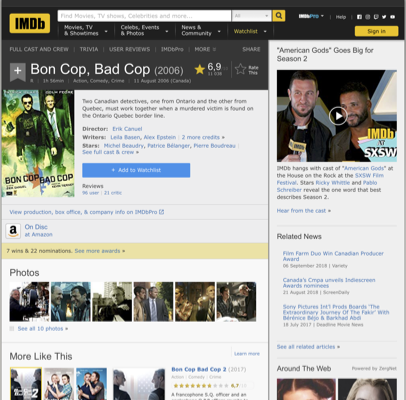 IMDb
Find Movies, TV shows, Celebrities and more...
All
IMDbPro
Help
Movies, TV
& Showtimes
Celebs, Events
& Photos
News &
Community
Watchlist
Sign in
FULL CAST AND CREW | TRIVIA | USER REVIEWS | IMDbPro | MORE
SHARE
Bon Cop, Bad Cop (2006)
6,9
Rate
This
Action, Comedy, Crime | 11 August 2006 (Canada)
BON COP BAD COP
Two Canadian detectives, one from Ontario and the other from
Quebec, must work together when a murdered victim is found
on the Ontario Quebec border line.
Director: Erik Canuel
Writers: Leila Basen, Alex Epstein | 2 more credits »
Stars: Michel Beaudry, Patrice Bélanger, Pierre Boudreau |
See full cast & crew »
+ Add to Watchlist
Reviews
96 user | 21 critic
View production, box office, & company info on IMDbPro
On Disc
at Amazon
7 wins & 22 nominations. See more awards »
Photos
See all 10 photos »
More Like This
Learn more
Bon Cop Bad Cop 2 (2017)
Action | Comedy | Crime
6,7
A francophone S.Q. officer and an
"American Gods" Goes Big for
Season 2
IMDb
at
SXSW
IMDb hangs with cast of "American Gods"
at the House on the Rock at the SXSW Film
Festival. Stars Ricky Whittle and Pablo
Schreiber reveal the one word that best
describes Season 2.
Hear from the cast »
Related News
Film Farm Duo Win Canadian Producer
Award
06 September 2018 | Variety
Canada's Cmpa unveils Indiescreen
Awards nominees
21 August 2018 | ScreenDaily
Sony Pictures Int'l Prods Boards 'The
Extraordinary Journey Of The Fakir' With
Bérénice Béjo & Barkhad Abdi
18 July 2017 | Deadline Movie News
See all related articles »
Around The Web
Powered by ZergNet